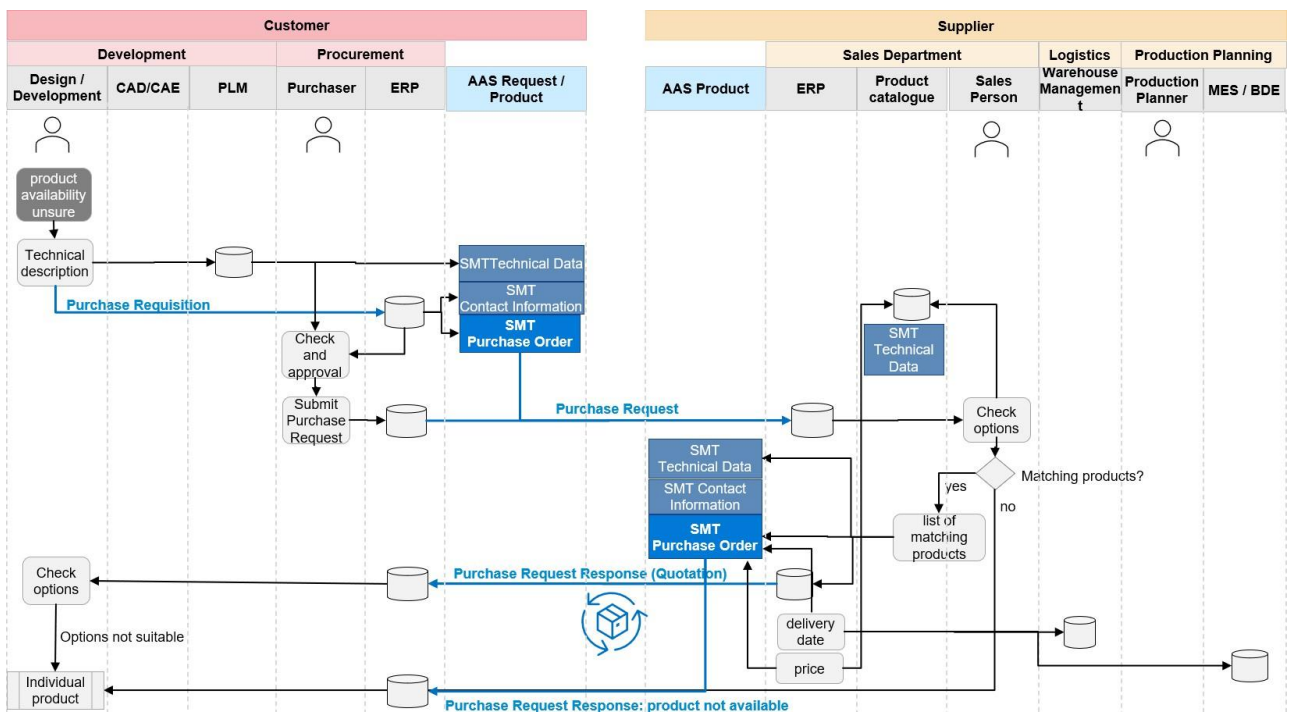 Customer
Supplier
Development
Procurement
Sales Department
Logistics
Production Planning
Design /
Development
CAD/CAE
PLM
Purchaser
ERP
AAS Request /
Product
AAS Product
ERP
Product
catalogue
Sales
Person
Warehouse
Managemen
t
Production
Planner
MES / BDE
product
availability
unsure
Technical
description
SMTTechnical Data
Purchase Requisition
SMT
Contact Information
SMT
Purchase Order
Check
and
approval
SMT
Technical
Data
Submit
Purchase
Request
Purchase Request
Check
options
SMT
Technical Data
SMT Contact
Information
SMT
Purchase Order
Matching products?
yes
no
list of
matching
products
Check
options
Purchase Request Response (Quotation)
Options not suitable
delivery
date
price
Individual
product
Purchase Request Response: product not available